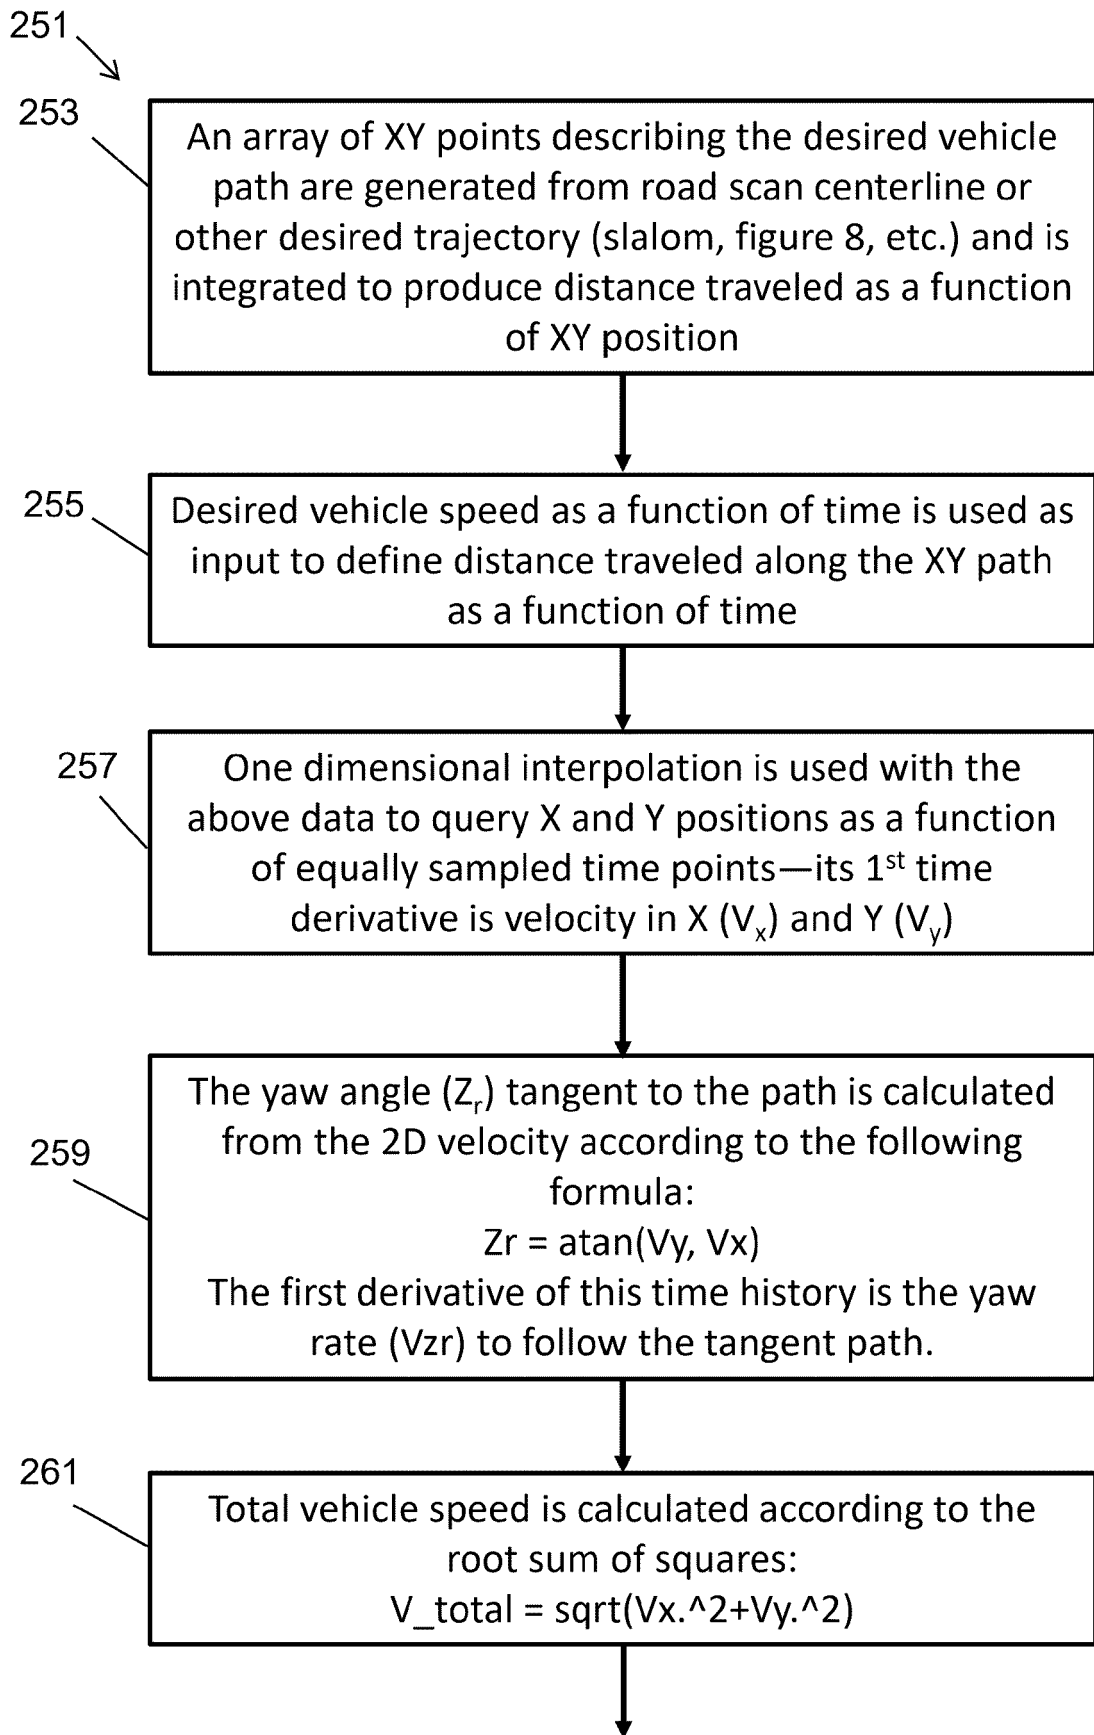 251
253
An array of XY points describing the desired vehicle
path are generated from road scan centerline or
other desired trajectory (slalom, figure 8, etc.) and is
integrated to produce distance traveled as a function
of XY position
255
Desired vehicle speed as a function of time is used as
input to define distance traveled along the XY path
as a function of time
257
One dimensional interpolation is used with the
above data to query X and Y positions as a function
of equally sampled time points—its 1st time
derivative is velocity in X (Vx) and Y (Vy)
259
The yaw angle (Zr) tangent to the path is calculated
from the 2D velocity according to the following
formula:
Zr = atan(Vy, Vx)
The first derivative of this time history is the yaw
rate (Vzr) to follow the tangent path.
261
Total vehicle speed is calculated according to the
root sum of squares:
V_total = sqrt(Vx.^2+Vy.^2)